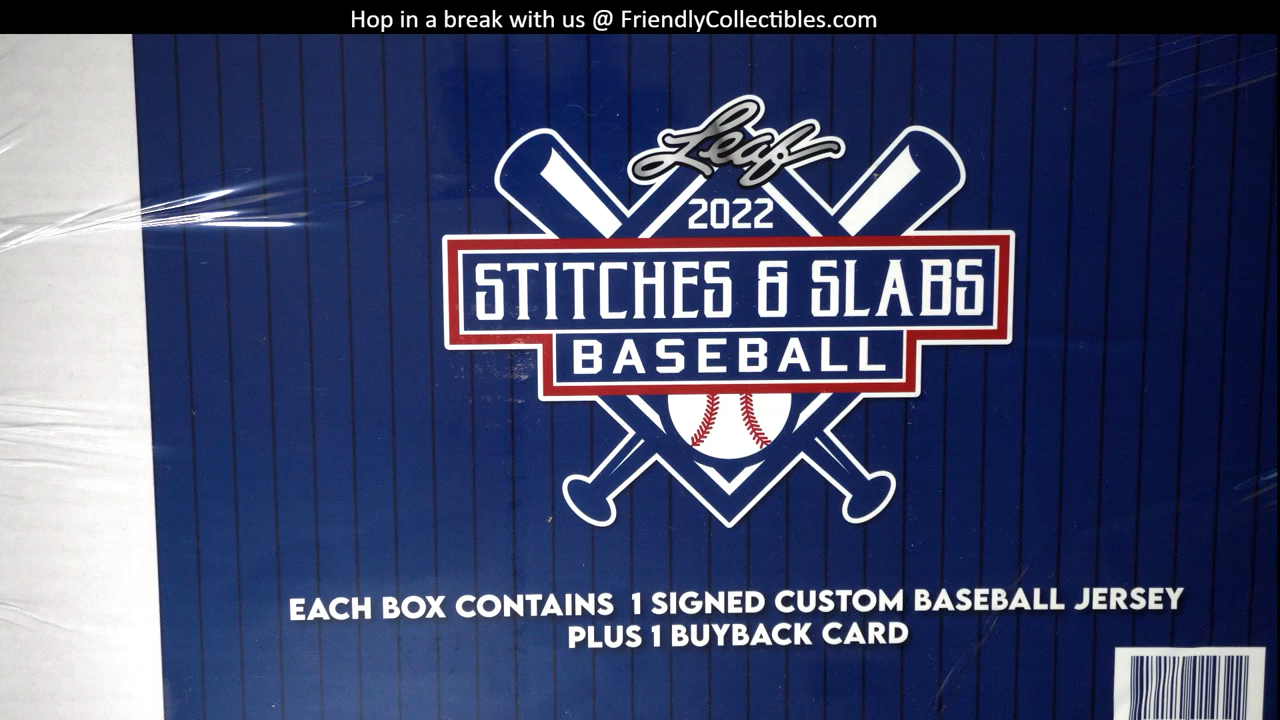 Hop in a break with us @ FriendlyCollectibles.com
Leaf
2022
STITCHES & SLABS
BASEBALL
EACH BOX CONTAINS 1 SIGNED CUSTOM BASEBALL JERSEY
PLUS 1 BUYBACK CARD